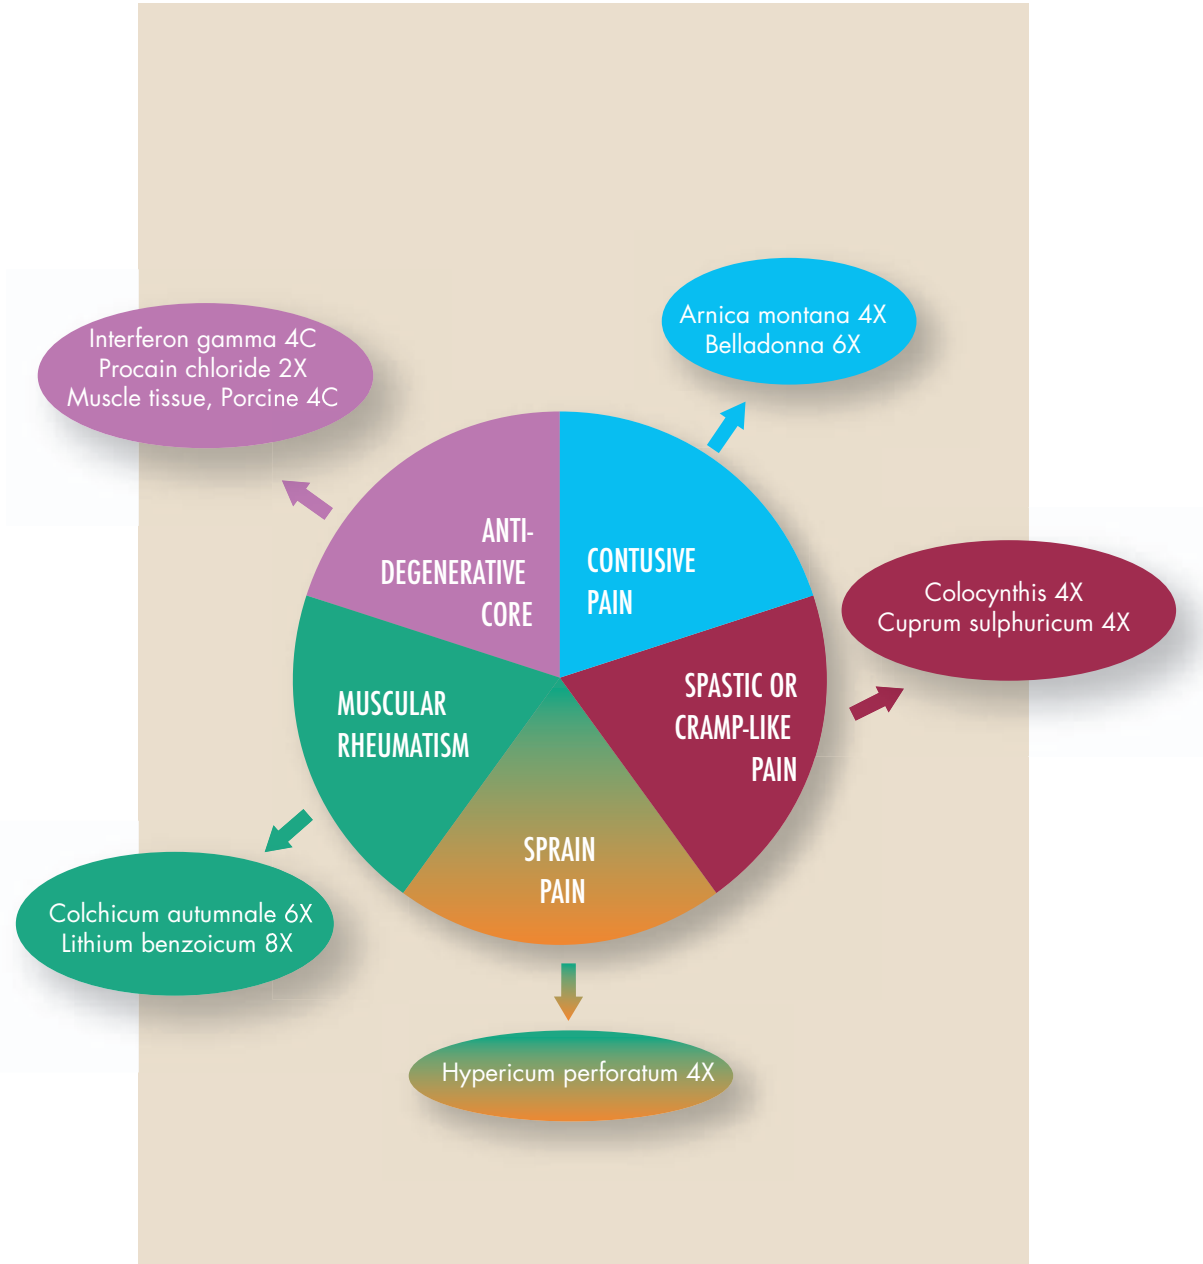 Arnica montana 4X
Belladonna 6X
Interferon gamma 4C
Procain chloride 2X
Muscle tissue, Porcine 4C
ANTI-
DEGENERATIVE
CORE
CONTUSIVE
PAIN
Colocynthis 4X
Cuprum sulphuricum 4X
SPASTIC OR
CRAMP-LIKE
PAIN
MUSCULAR
RHEUMATISM
SPRAIN
PAIN
Colchicum autumnale 6X
Lithium benzoicum 8X
Hypericum perforatum 4X